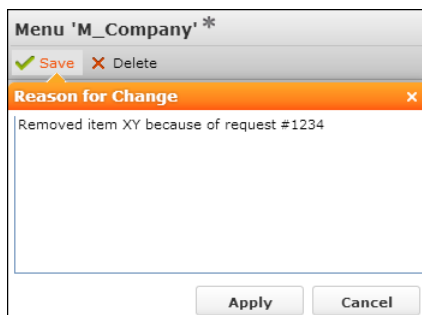 Menu 'M_Company' *
Save X Delete
Reason for Change x
Removed item XY because of request #1234
Apply Cancel